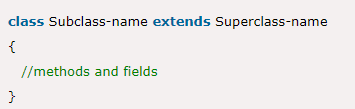 class Subclass-name extends Superclass-name
{
//methods and fields
}